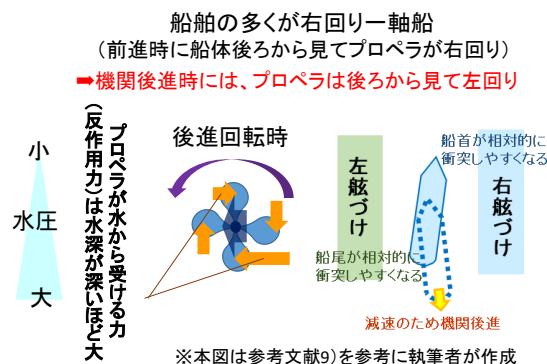 船舶の多くが右回り一軸船
（前進時に船体後ろから見てプロペラが右回り）
➡機関後進時には、プロペラは後ろから見て左回り
小
水圧
大
プロペラが水から受ける力
（反作用力）は水深が深いほど大
後進回転時
左舷づけ
船尾が相対的に
衝突しやすくなる
船首が相対的に
衝突しやすくなる
右舷づけ
減速のため機関後進
※本図は参考文献9)を参考に執筆者が作成